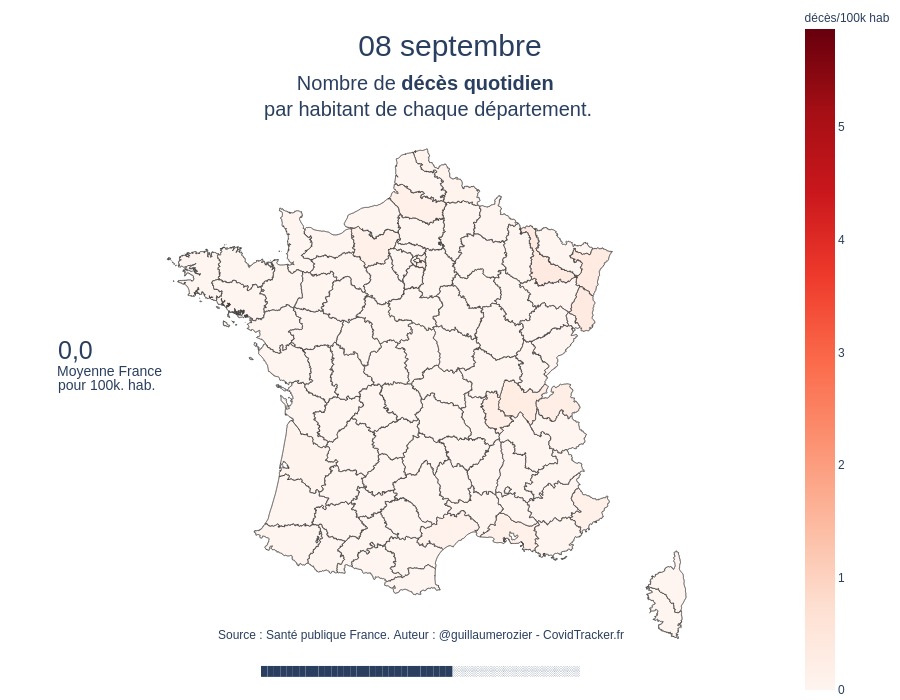 décès/100k hab
08 septembre
Nombre de décès quotidien
par habitant de chaque département.
5
4
3
2
1
0
0,0
Moyenne France
pour 100k. hab.
Source : Santé publique France. Auteur : @guillaumerozier - CovidTracker.fr